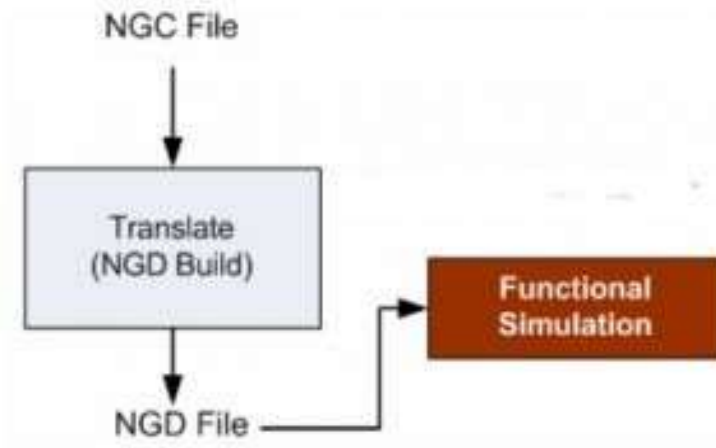 NGC File
Translate
(NGD Build)
Functional
Simulation
NGD File